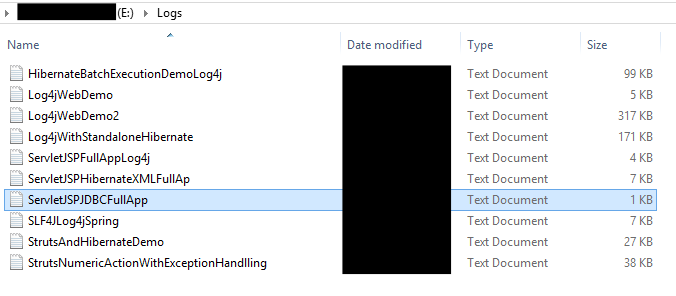 (E:) Logs
Name Date modified Type Size
HibernateBatchExecutionDemoLog4j Text Document 99 KB
Log4jWebDemo Text Document 5 KB
Log4jWebDemo2 Text Document 317 KB
Log4jWithStandaloneHibernate Text Document 171 KB
ServletJSPFullAppLog4j Text Document 4 KB
ServletJSPHibernateXMLFullAp Text Document 7 KB
ServletJSPJDBCFullApp Text Document 1 KB
SLF4JLog4jSpring Text Document 7 KB
StrutsAndHibernateDemo Text Document 27 KB
StrutsNumericActionWithExceptionHandlling Text Document 38 KB